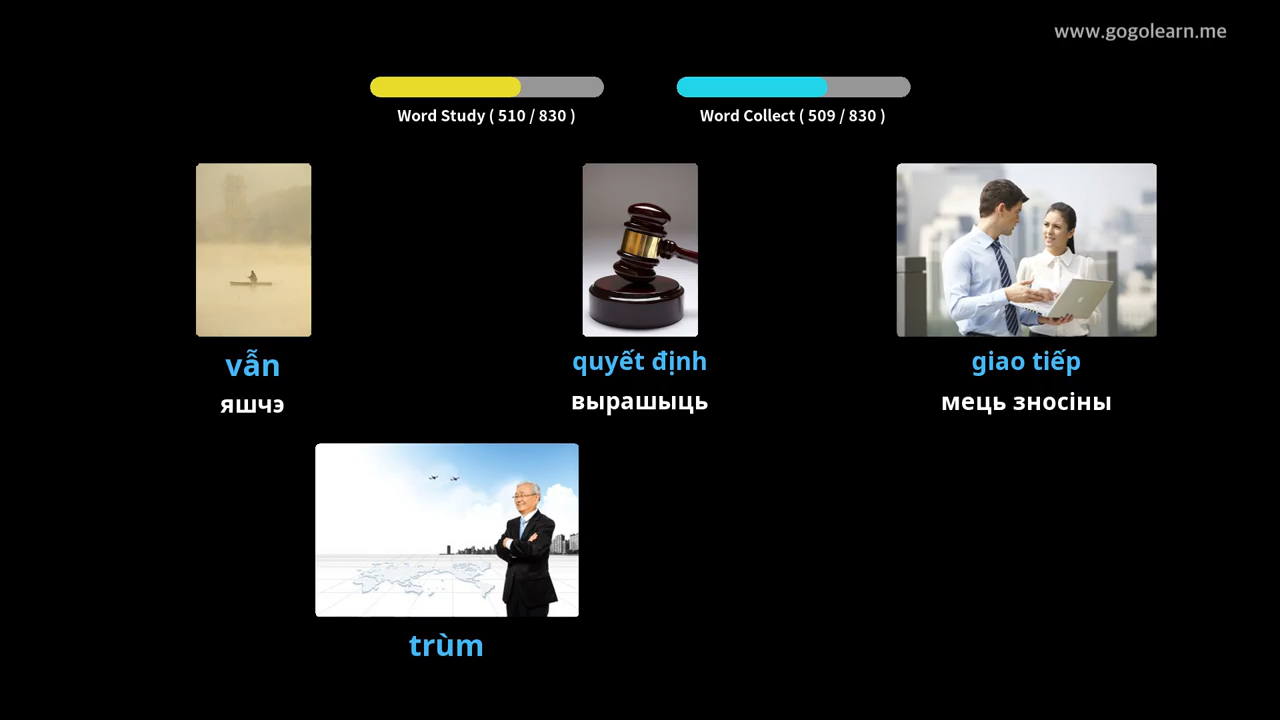 www.gogolearn.me
Word Study ( 510 / 830 )
Word Collect ( 509 / 830 )
vẫn
яшчэ
quyết định
вырашыць
giao tiếp
мець зносіны
trùm